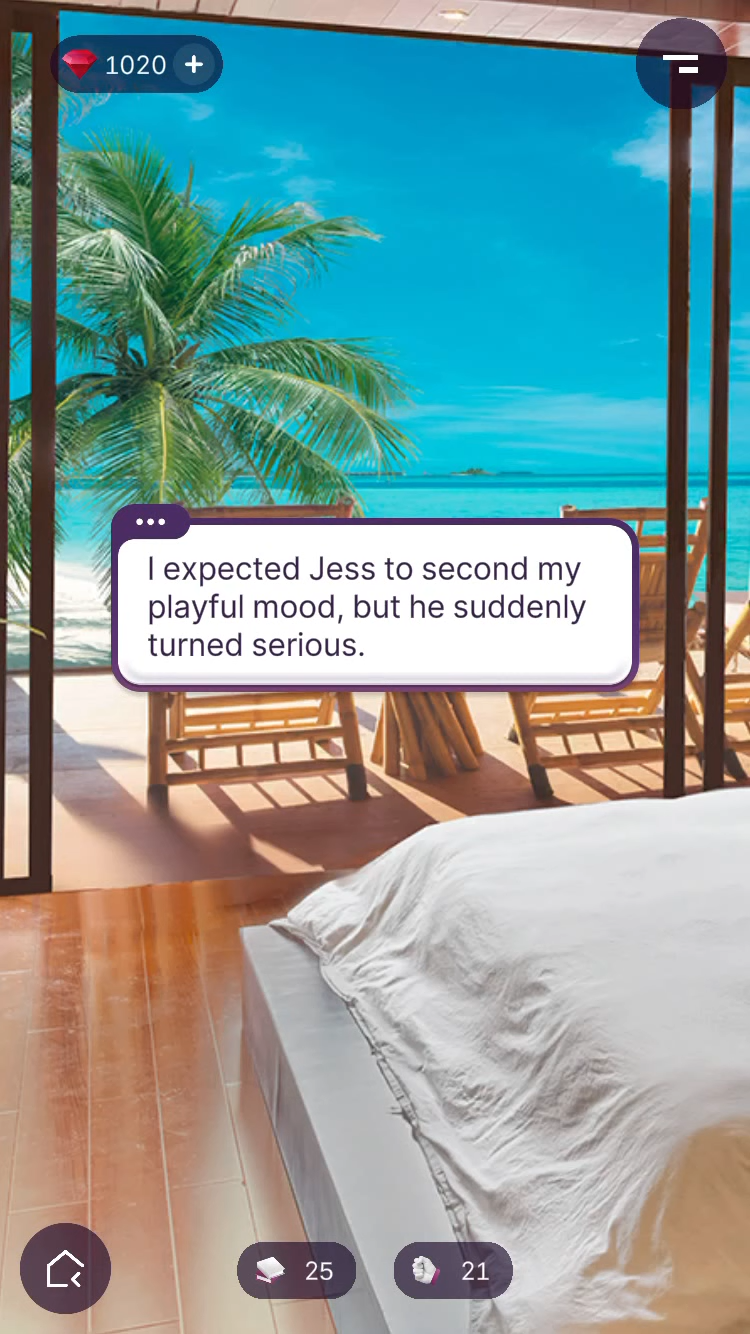 1020
I expected Jess to second my
playful mood, but he suddenly
turned serious.
25
21